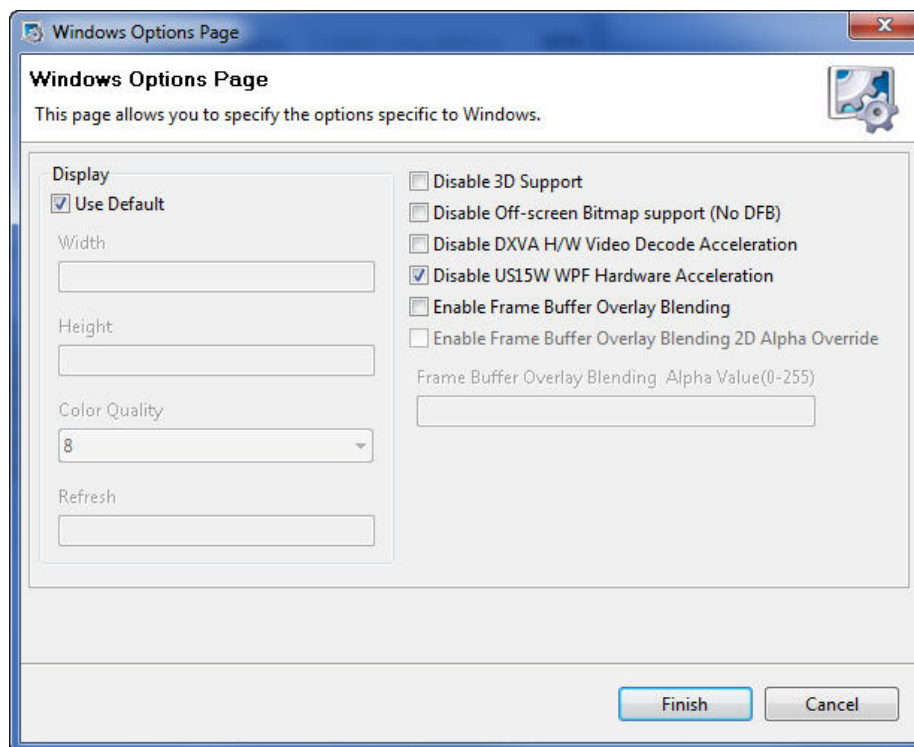 Windows Options Page
Windows Options Page
This page allows you to specify the options specific to Windows.
Display
Use Default
Width
Height
Color Quality
8
Refresh
Disable 3D Support
Disable Off-screen Bitmap support (No DFB)
Disable DXVA H/W Video Decode Acceleration
Disable US15W WPF Hardware Acceleration
Enable Frame Buffer Overlay Blending
Enable Frame Buffer Overlay Blending 2D Alpha Override
Frame Buffer Overlay Blending Alpha Value(0-255)
Finish
Cancel